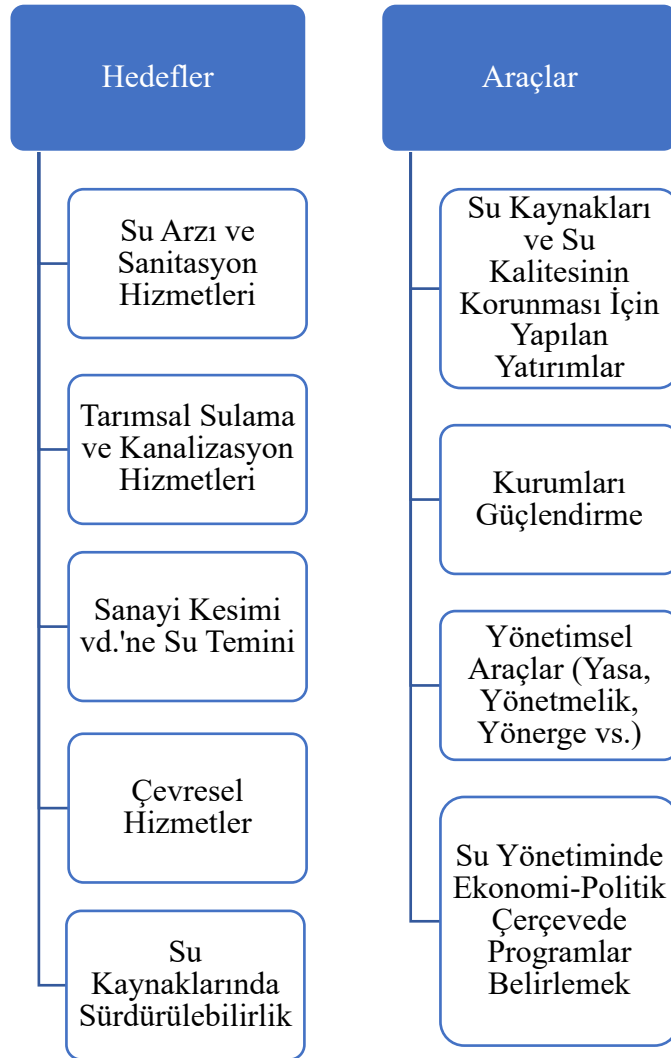 Hedefler
Su Arzı ve
Sanitasyon
Hizmetleri
Tarımsal Sulama
ve Kanalizasyon
Hizmetleri
Sanayi Kesimi
vd.'ne Su Temini
Çevresel
Hizmetler
Su
Kaynaklarında
Sürdürülebilirlik
Araçlar
Su Kaynakları
ve Su
Kalitesinin
Korunması İçin
Yapılan
Yatırımlar
Kurumları
Güçlendirme
Yönetimsel
Araçlar (Yasa,
Yönetmelik,
Yönerge vs.)
Su Yönetiminde
Ekonomi-Politik
Çerçevede
Programlar
Belirlemek